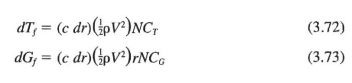 dT_f = (c dr)(½ρV²)NC_T (3.72)
dG_f = (c dr)(½ρV²)rNC_G (3.73)